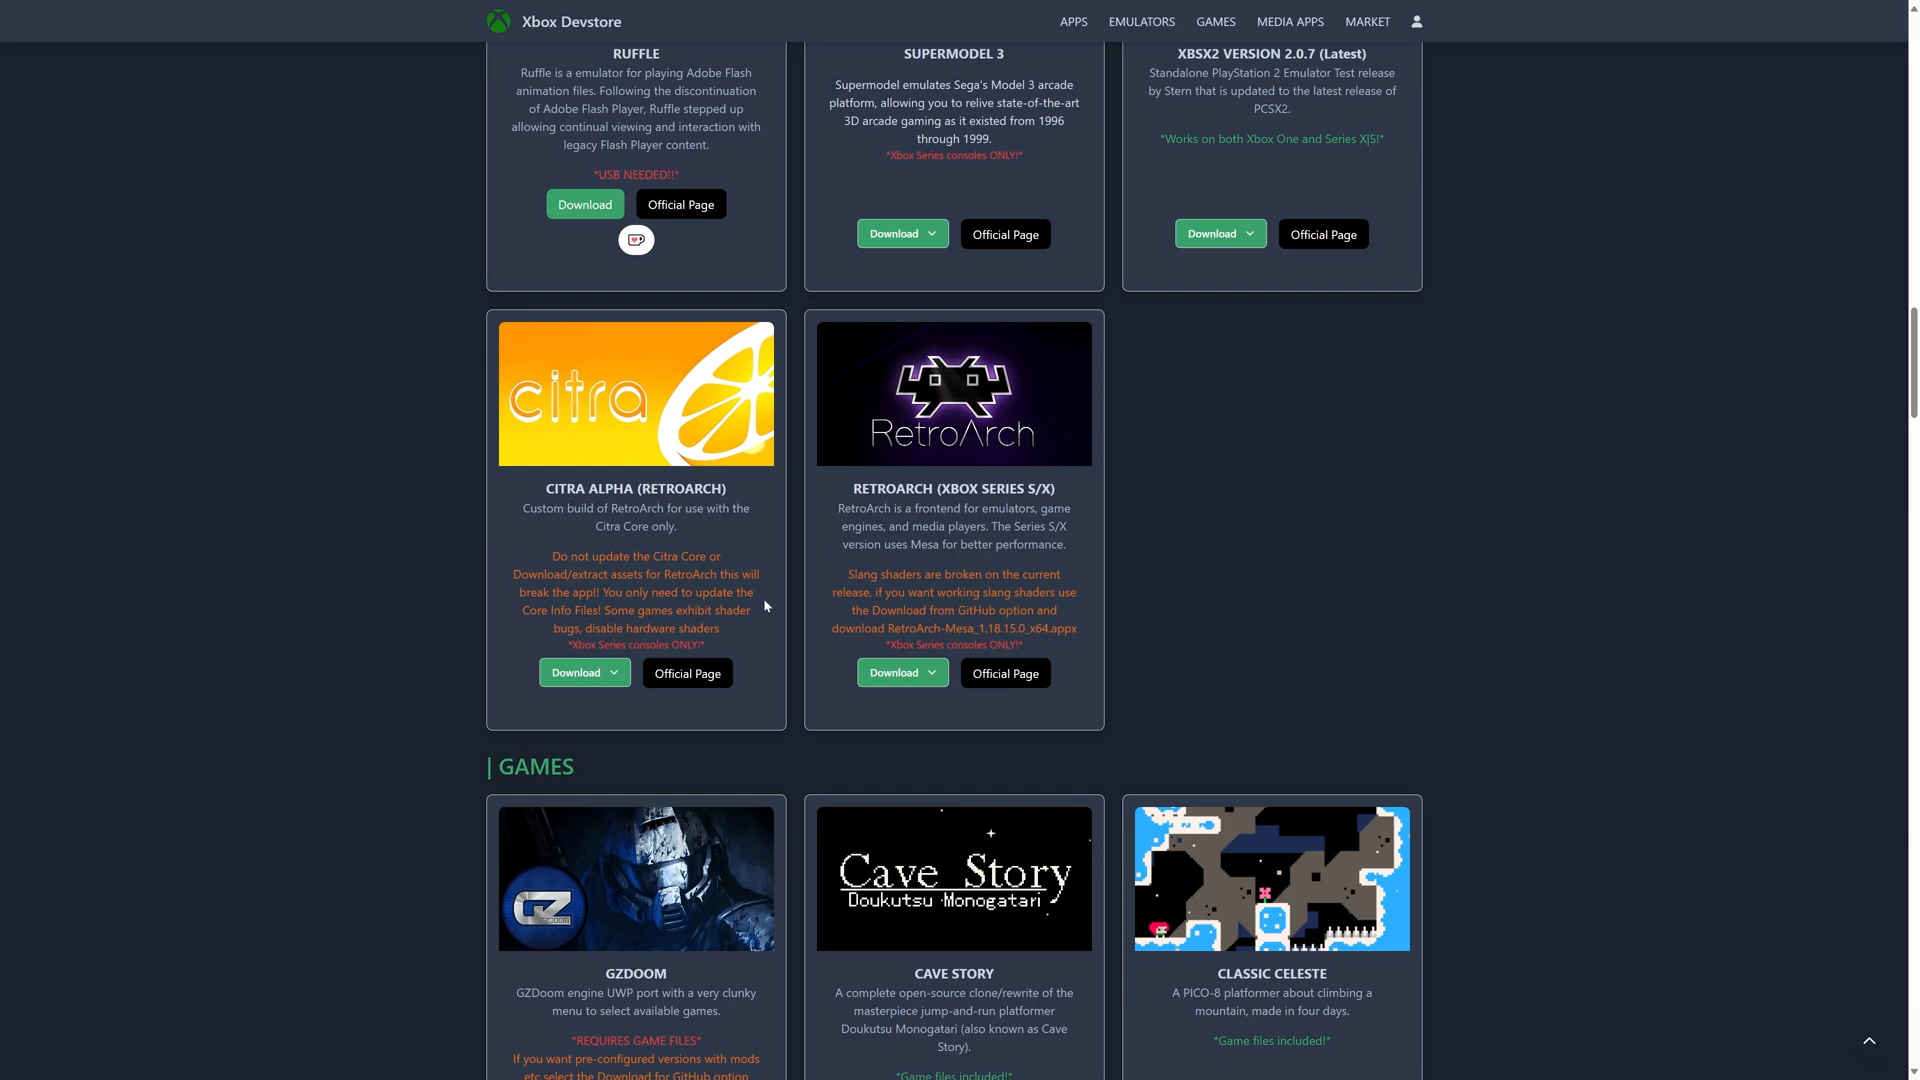 Xbox Devstore
APPS
EMULATORS
GAMES
MEDIA APPS
MARKET
RUFFLE
Ruffle is a emulator for playing Adobe Flash
animation files. Following the discontinuation
of Adobe Flash Player, Ruffle stepped up
allowing continual viewing and interaction with
legacy Flash Player content.
*USB NEEDED!!*
Download
Official Page
SUPERMODEL 3
Supermodel emulates Sega's Model 3 arcade
platform, allowing you to relive state-of-the-art
3D arcade gaming as it existed from 1996
through 1999.
*Xbox Series consoles ONLY!*
Download
Official Page
XBSX2 VERSION 2.0.7 (Latest)
Standalone PlayStation 2 Emulator Test release
by Stern that is updated to the latest release of
PCSX2.
*Works on both Xbox One and Series X|S!*
Download
Official Page
citra
CITRA ALPHA (RETROARCH)
Custom build of RetroArch for use with the
Citra Core only.
Do not update the Citra Core or
Download/extract assets for RetroArch this will
break the app!! You only need to update the
Core Info Files! Some games exhibit shader
bugs, disable hardware shaders
*Xbox Series consoles ONLY!*
Download
Official Page
RetroArch
RETROARCH (XBOX SERIES S/X)
RetroArch is a frontend for emulators, game
engines, and media players. The Series S/X
version uses Mesa for better performance.
Slang shaders are broken on the current
release, if you want working slang shaders use
the Download from GitHub option and
download RetroArch-Mesa_1.18.15.0_x64.appx
*Xbox Series consoles ONLY!*
Download
Official Page
| GAMES
GZ
GZDOOM
GZDOOM
GZDoom engine UWP port with a very clunky
menu to select available games.
*REQUIRES GAME FILES*
If you want pre-configured versions with mods
etc select the Download for GitHub option
Cave Story
Doukutsu Monogatari
CAVE STORY
A complete open-source clone/rewrite of the
masterpiece jump-and-run platformer
Doukutsu Monogatari (also known as Cave
Story).
*Game files included!*
CLASSIC CELESTE
A PICO-8 platformer about climbing a
mountain, made in four days.
*Game files included!*